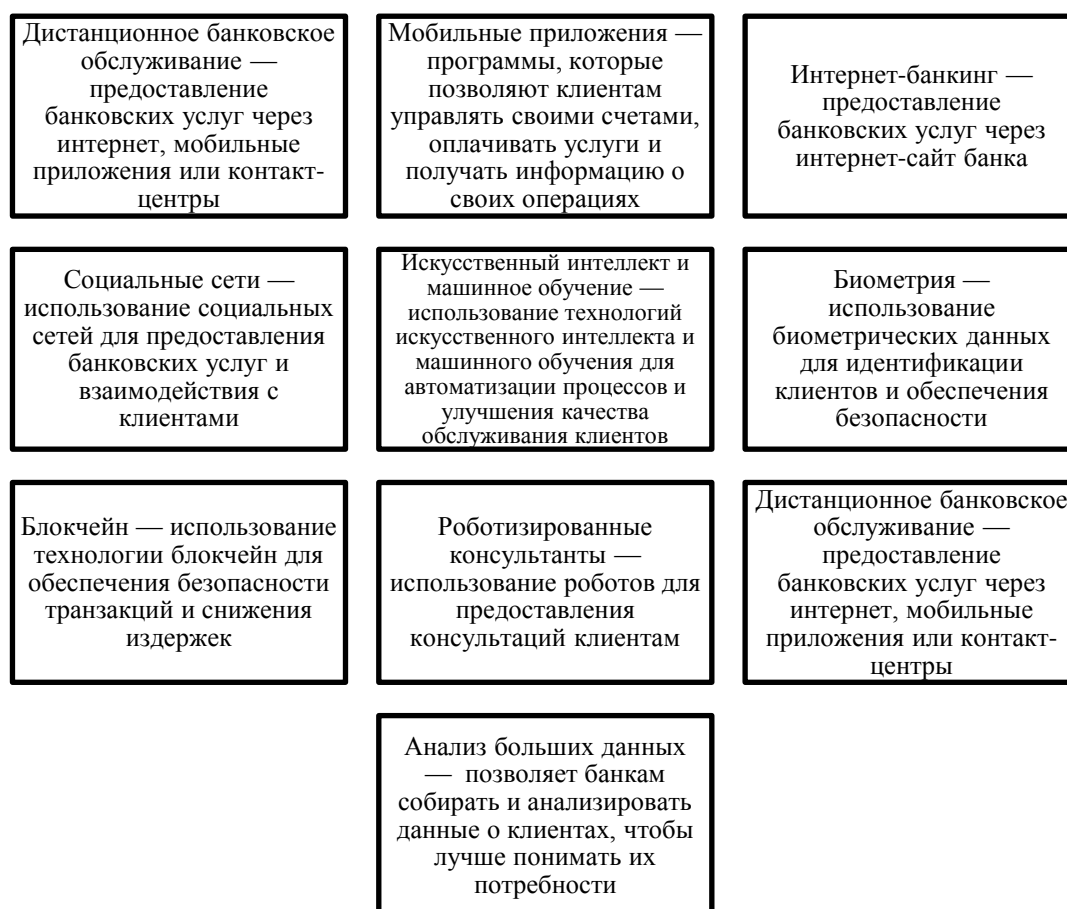 Дистанционное банковское
обслуживание —
предоставление
банковских услуг через
интернет, мобильные
приложения или контакт-
центры
Мобильные приложения —
программы, которые
позволяют клиентам
управлять своими счетами,
оплачивать услуги и
получать информацию о
своих операциях
Интернет-банкинг —
предоставление
банковских услуг через
интернет-сайт банка
Социальные сети —
использование социальных
сетей для предоставления
банковских услуг и
взаимодействия с
клиентами
Искусственный интеллект и
машинное обучение —
использование технологий
искусственного интеллекта и
машинного обучения для
автоматизации процессов и
улучшения качества
обслуживания клиентов
Биометрия —
использование
биометрических данных
для идентификации
клиентов и обеспечения
безопасности
Блокчейн — использование
технологии блокчейн для
обеспечения безопасности
транзакций и снижения
издержек
Роботизированные
консультанты —
использование роботов для
предоставления
консультаций клиентам
Дистанционное банковское
обслуживание —
предоставление
банковских услуг через
интернет, мобильные
приложения или контакт-
центры
Анализ больших данных
— позволяет банкам
собирать и анализировать
данные о клиентах, чтобы
лучше понимать их
потребности